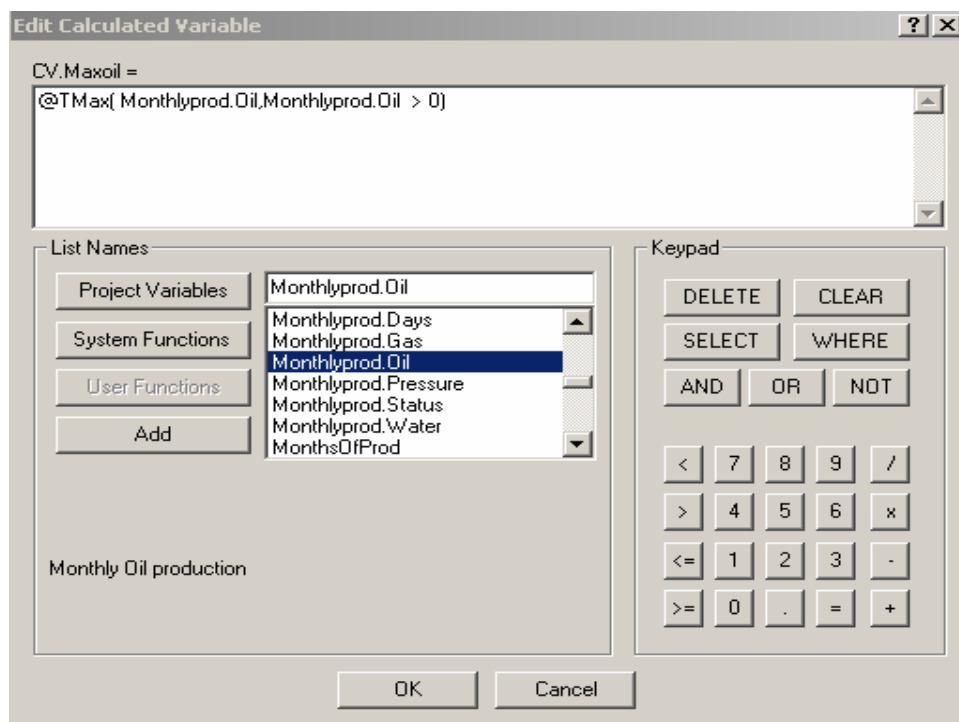 Edit Calculated Variable
? X
CV.Maxoil =
@TMax( Monthlyprod.Oil,Monthlyprod.Oil > 0)
List Names
Project Variables
System Functions
User Functions
Add
Monthlyprod.Oil
Monthlyprod.Days
Monthlyprod.Gas
Monthlyprod.Oil
Monthlyprod.Pressure
Monthlyprod.Status
Monthlyprod.Water
MonthsOfProd
Monthly Oil production
Keypad
DELETE CLEAR
SELECT WHERE
AND OR NOT
< 7 8 9 /
> 4 5 6 x
<= 1 2 3 -
>= 0 . = +
OK Cancel